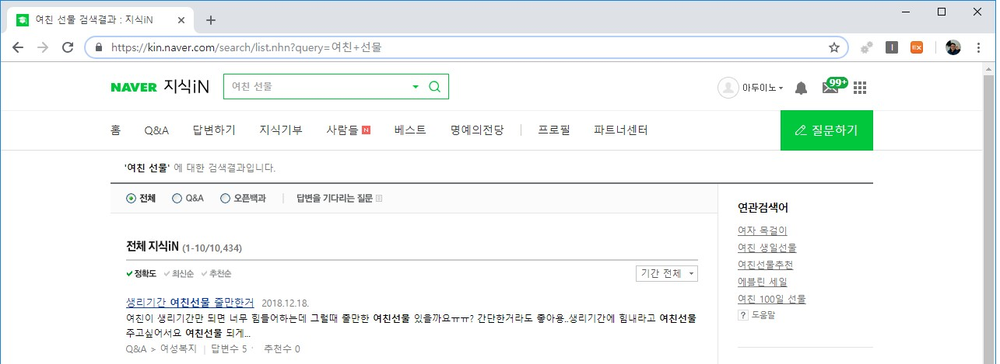 여친 선물 검색결과 : 지식iN
https://kin.naver.com/search/list.nhn?query=여친+선물
I EX
NAVER 지식iN 여친 선물 아두이노 99+
홈 Q&A 답변하기 지식기부 사람들 N 베스트 명예의전당 프로필 파트너센터 질문하기
'여친 선물' 에 대한 검색결과입니다.
전체 Q&A 오픈백과 답변을 기다리는 질문
전체 지식iN (1-10/10,434)
정확도 최신순 추천순 기간 전체
생리기간 여친선물 줄만한거 2018.12.18.
여친이 생리기간만 되면 너무 힘들어하는데 그럴때 줄만한 여친선물 있을까요ㅠㅠ? 간단한거라도 좋아용..생리기간에 힘내라고 여친선물
주고싶어서요 여친선물 되게...
Q&A > 여성복지 | 답변수 5 · 추천수 0
연관검색어
여자 목걸이
여친 생일선물
여친선물추천
에블린 세일
여친 100일 선물
? 도움말